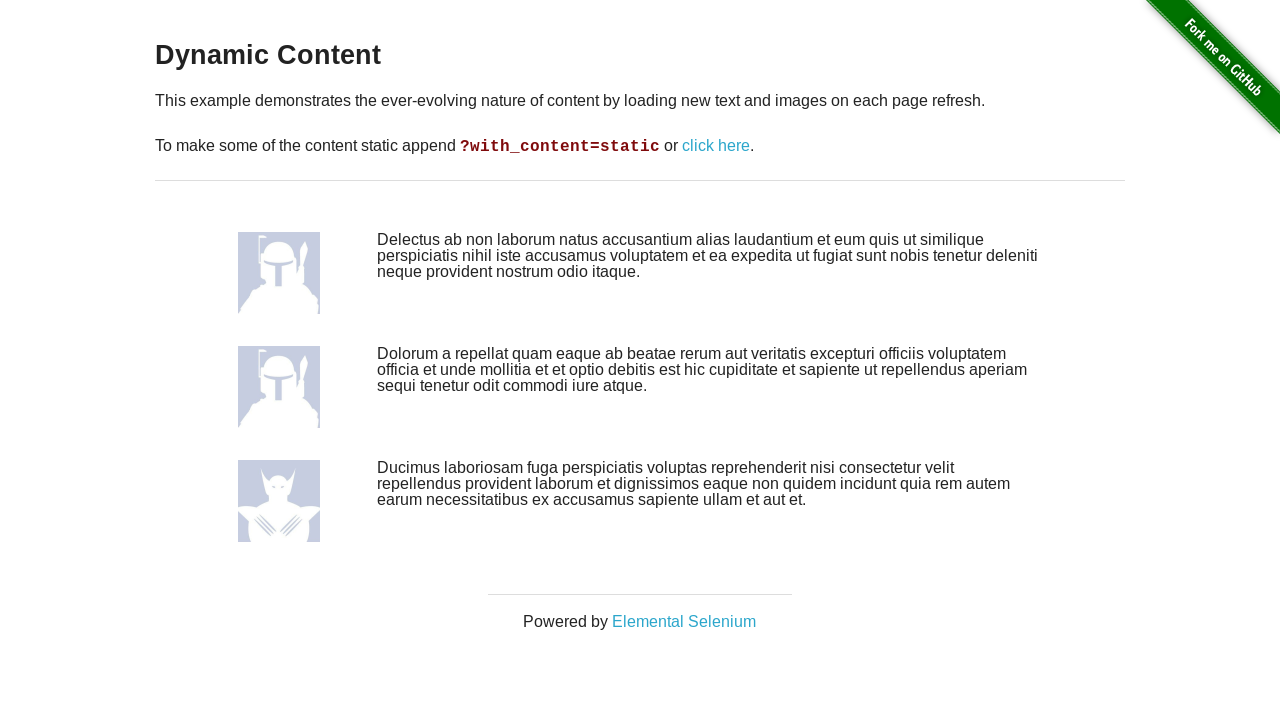 Dynamic Content
This example demonstrates the ever-evolving nature of content by loading new text and images on each page refresh.
To make some of the content static append ?with_content=static or click here.
Delectus ab non laborum natus accusantium alias laudantium et eum quis ut similique
perspiciatis nihil iste accusamus voluptatem et ea expedita ut fugiat sunt nobis tenetur deleniti
neque provident nostrum odio itaque.
Dolorum a repellat quam eaque ab beatae rerum aut veritatis excepturi officiis voluptatem
officia et unde mollitia et et optio debitis est hic cupiditate et sapiente ut repellendus aperiam
sequi tenetur odit commodi iure atque.
Ducimus laboriosam fuga perspiciatis voluptas reprehenderit nisi consectetur velit
repellendus provident laborum et dignissimos eaque non quidem incidunt quia rem autem
earum necessitatibus ex accusamus sapiente ullam et aut et.
Powered by Elemental Selenium
Fork me on GitHub